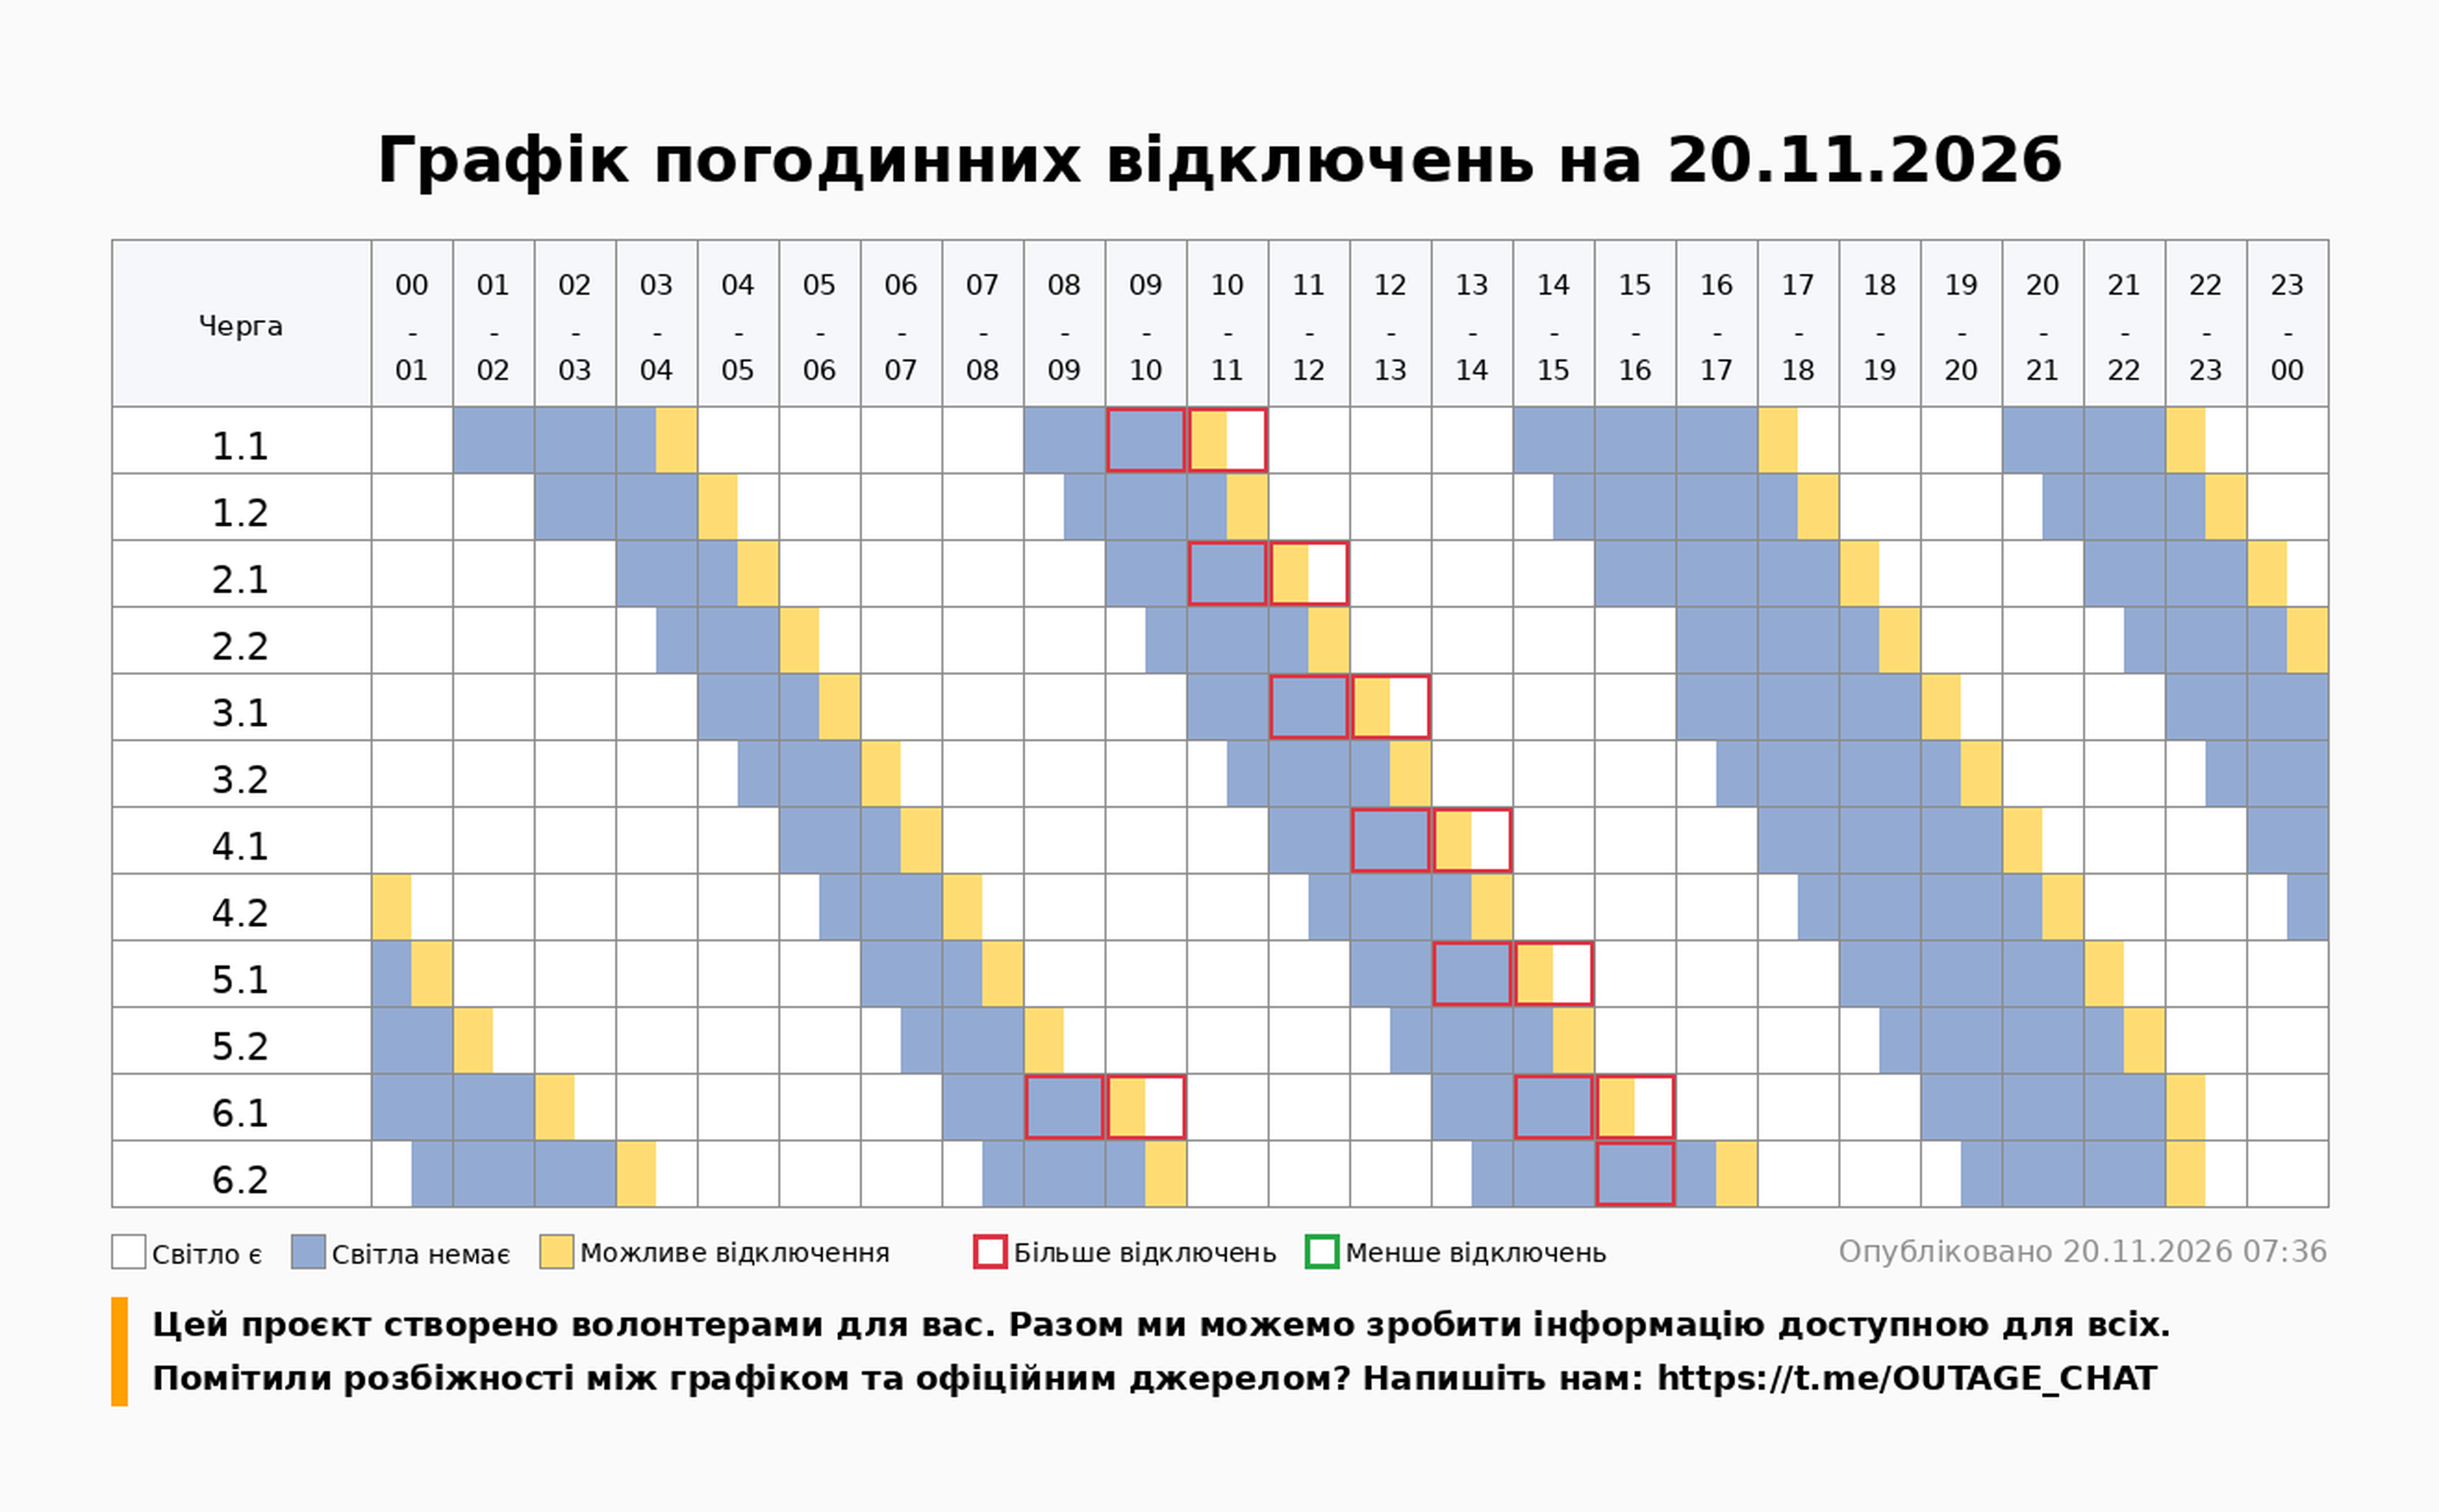 Графік погодинних відключень на 20.11.2026
Черга 00 - 01 01 - 02 02 - 03 03 - 04 04 - 05 05 - 06 06 - 07 07 - 08 08 - 09 09 - 10 10 - 11 11 - 12 12 - 13 13 - 14 14 - 15 15 - 16 16 - 17 17 - 18 18 - 19 19 - 20 20 - 21 21 - 22 22 - 23 23 - 00
1.1
1.2
2.1
2.2
3.1
3.2
4.1
4.2
5.1
5.2
6.1
6.2
Світло є Світла немає Можливе відключення Більше відключень Менше відключень Опубліковано 20.11.2026 07:36
Цей проєкт створено волонтерами для вас. Разом ми можемо зробити інформацію доступною для всіх.
Помітили розбіжності між графіком та офіційним джерелом? Напишіть нам: https://t.me/OUTAGE_CHAT